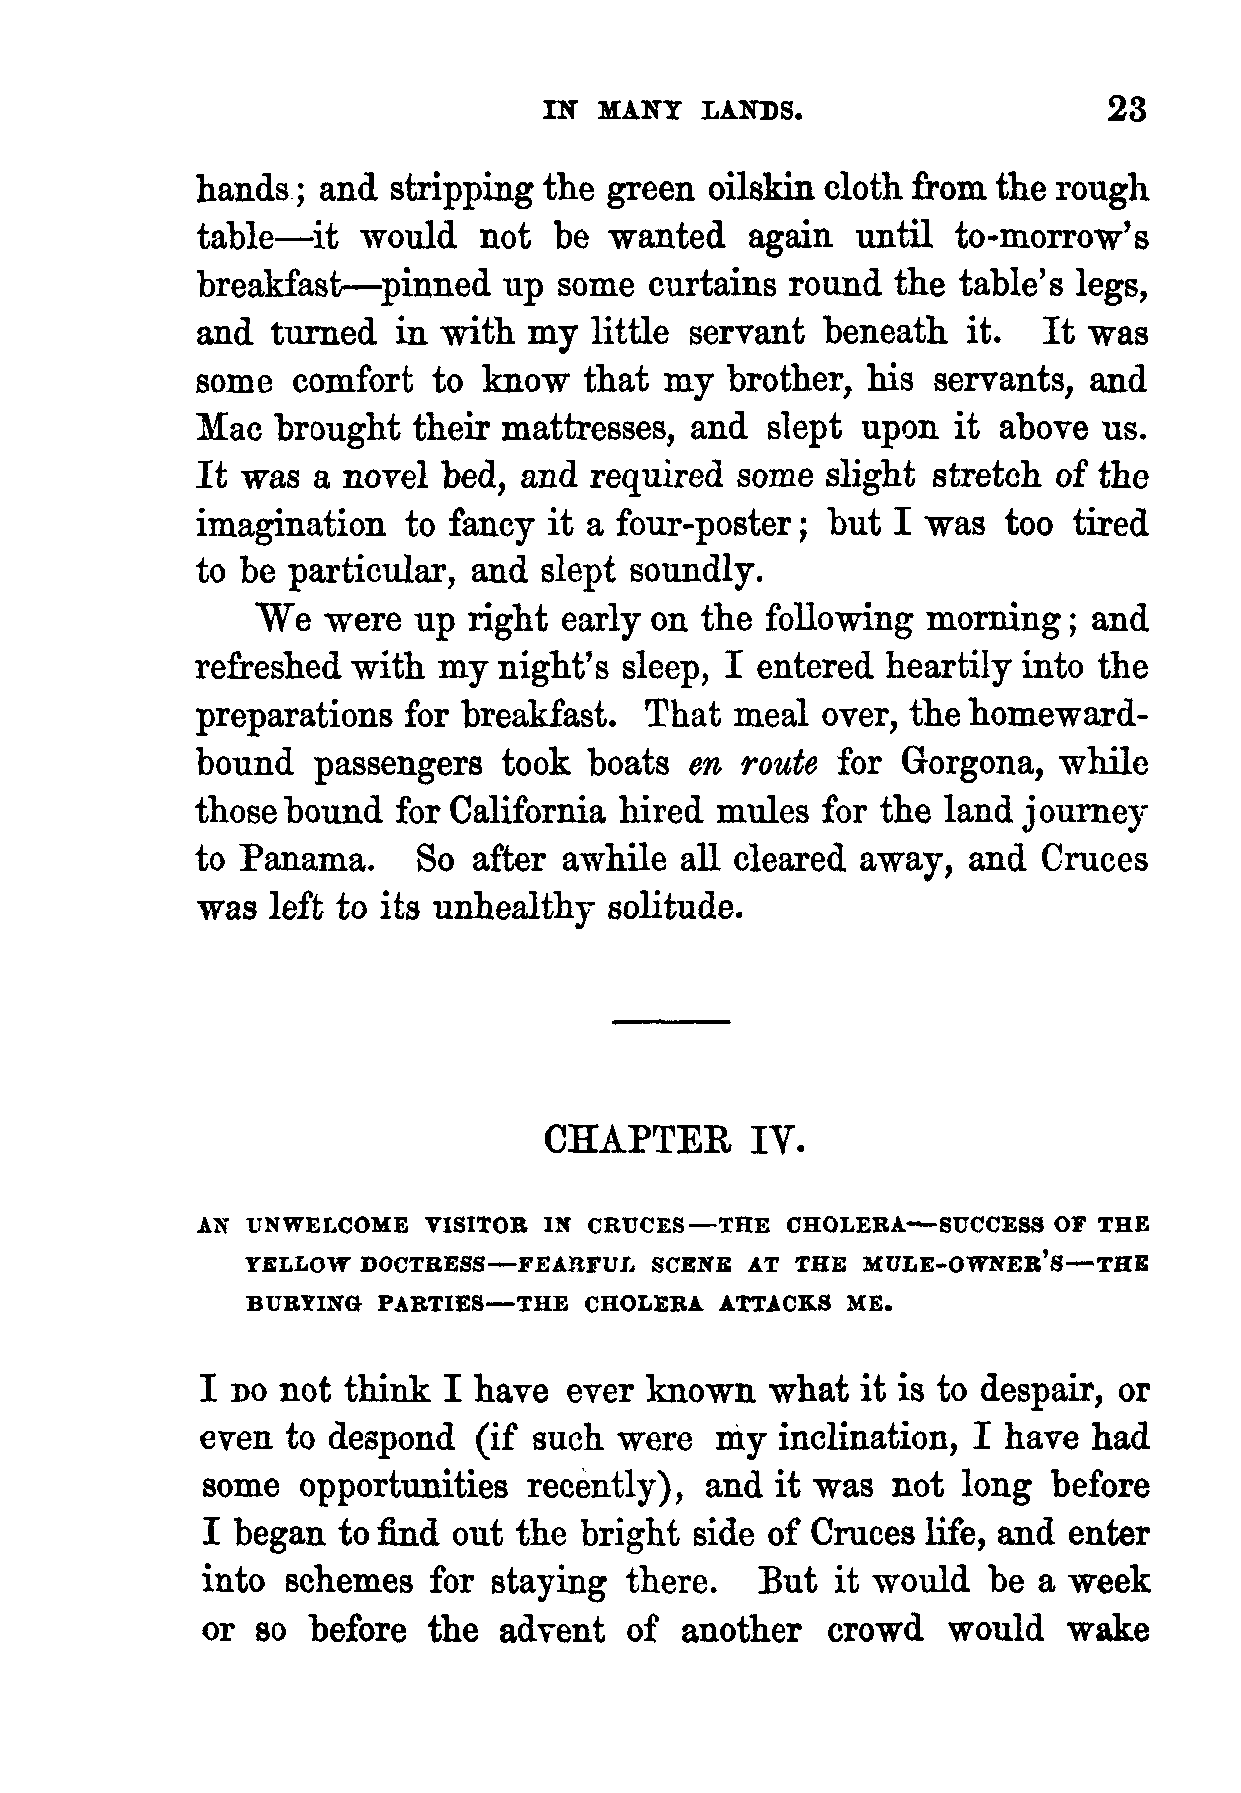 IN MANY LANDS. 23
hands; and stripping the green oilskin cloth from the rough
table—it would not be wanted again until to-morrow's
breakfast—pinned up some curtains round the table's legs,
and turned in with my little servant beneath it. It was
some comfort to know that my brother, his servants, and
Mac brought their mattresses, and slept upon it above us.
It was a novel bed, and required some slight stretch of the
imagination to fancy it a four-poster; but I was too tired
to be particular, and slept soundly.
We were up right early on the following morning; and
refreshed with my night's sleep, I entered heartily into the
preparations for breakfast. That meal over, the homeward-
bound passengers took boats en route for Gorgona, while
those bound for California hired mules for the land journey
to Panama. So after awhile all cleared away, and Cruces
was left to its unhealthy solitude.
CHAPTER IV.
AN UNWELCOME VISITOR IN CRUCES—THE CHOLERA—SUCCESS OF THE
YELLOW DOCTRESS—FEARFUL SCENE AT THE MULE-OWNER'S—THE
BURYING PARTIES—THE CHOLERA ATTACKS ME.
I DO not think I have ever known what it is to despair, or
even to despond (if such were my inclination, I have had
some opportunities recently), and it was not long before
I began to find out the bright side of Cruces life, and enter
into schemes for staying there. But it would be a week
or so before the advent of another crowd would wake